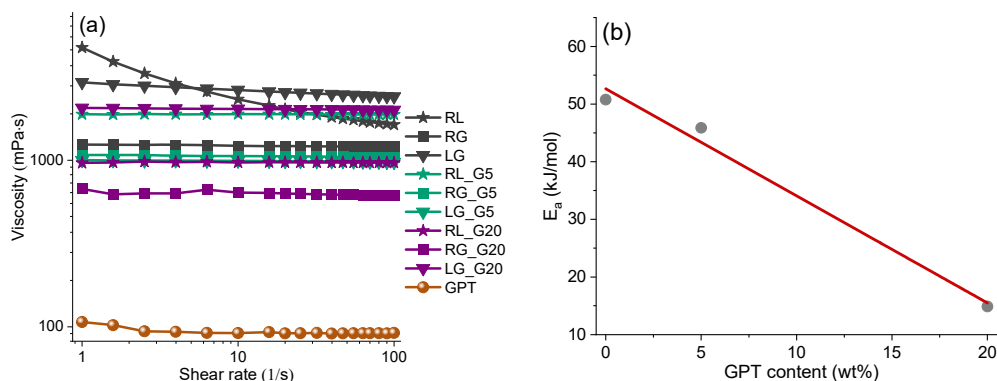 (a)
Viscosity (mPa·s)
1000
100
1
10
100
Shear rate (1/s)
RL
RG
LG
RL_G5
RG_G5
LG_G5
RL_G20
RG_G20
LG_G20
GPT
(b)
Ea (kJ/mol)
60
50
40
30
20
10
0
5
10
15
20
GPT content (wt%)